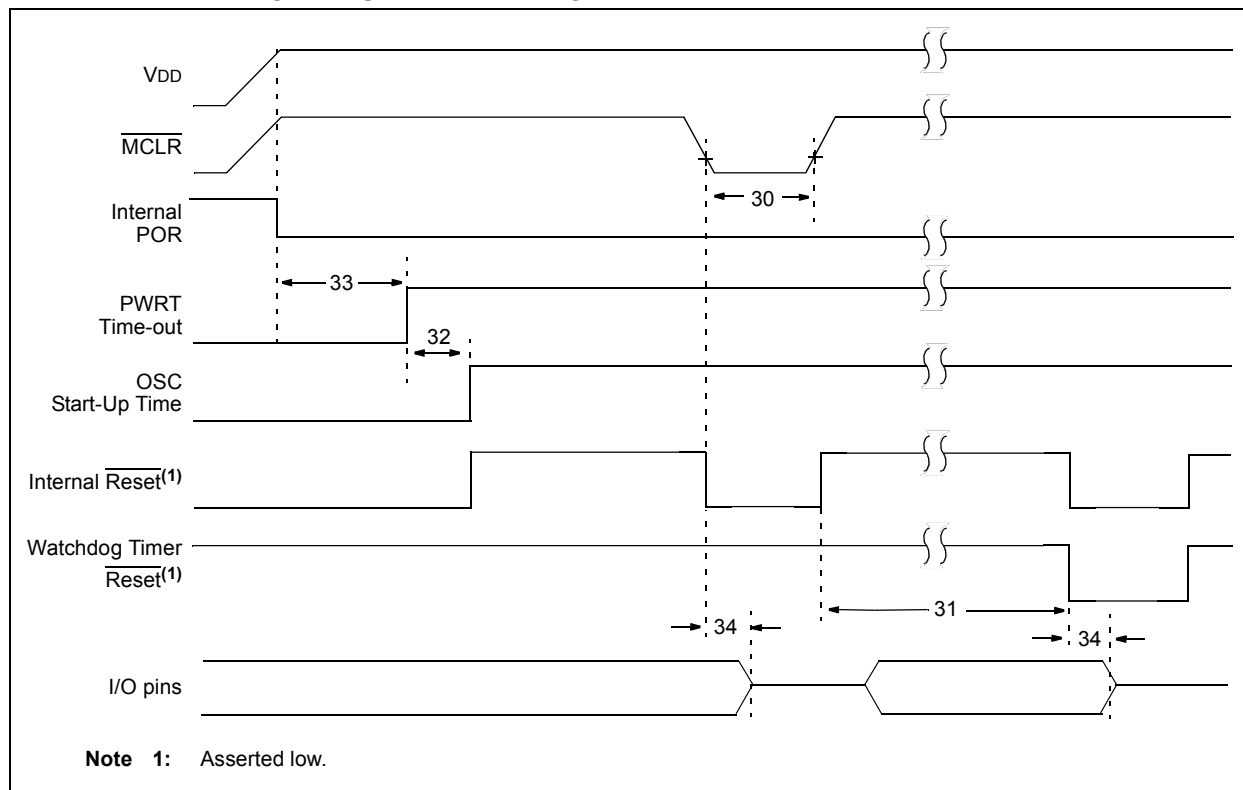 VDD
MCLR
30
Internal
POR
33
PWRT
Time-out
32
OSC
Start-Up Time
Internal Reset(1)
Watchdog Timer
Reset(1)
31
34
34
I/O pins
Note 1: Asserted low.